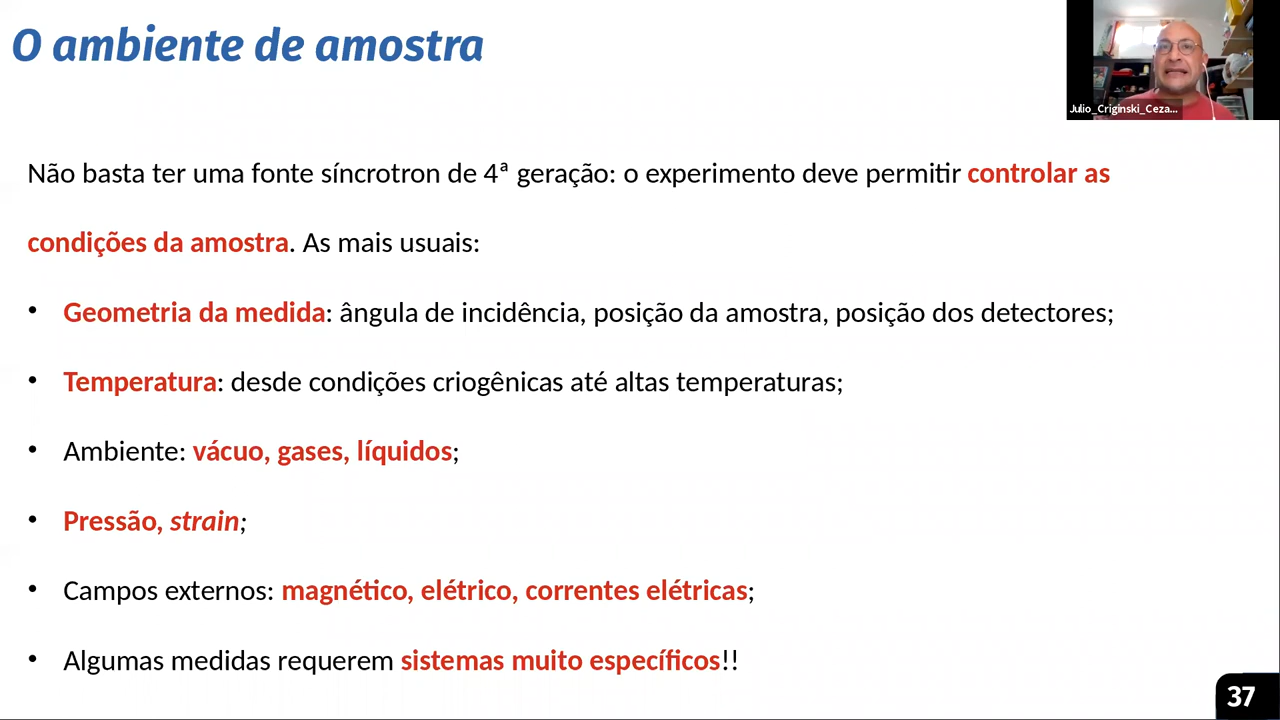 O ambiente de amostra
Julio_Criginski_Ceza...
Não basta ter uma fonte síncrotron de 4ª geração: o experimento deve permitir controlar as
condições da amostra. As mais usuais:
• Geometria da medida: ângula de incidência, posição da amostra, posição dos detectores;
• Temperatura: desde condições criogênicas até altas temperaturas;
• Ambiente: vácuo, gases, líquidos;
• Pressão, strain;
• Campos externos: magnético, elétrico, correntes elétricas;
• Algumas medidas requerem sistemas muito específicos!!
37